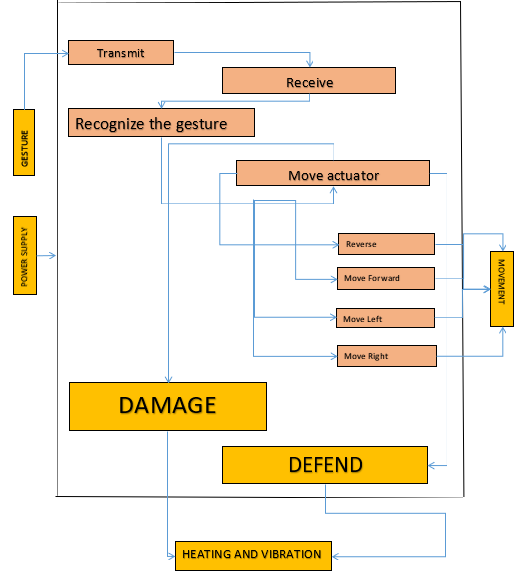 Transmit
Receive
Recognize the gesture
GESTURE
Move actuator
POWER SUPPLY
Reverse
Move Forward
MOVEMENT
Move Left
Move Right
DAMAGE
DEFEND
HEATING AND VIBRATION